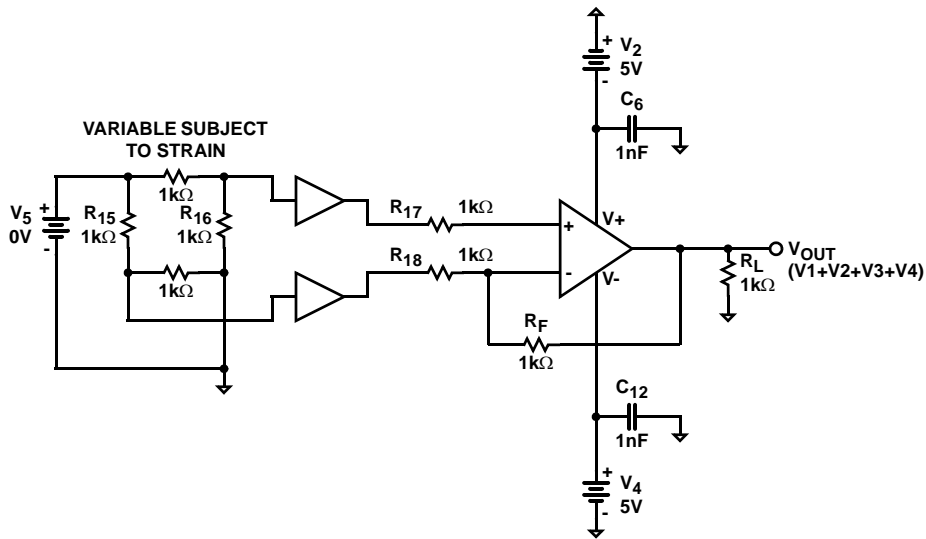 +
V2
5V
-
C6
1nF
VARIABLE SUBJECT
TO STRAIN
1kΩ
V5
0V
+
-
R15
1kΩ
R16
1kΩ
1kΩ
R17
1kΩ
R18
1kΩ
+
-
V+
V-
RF
1kΩ
RL
1kΩ
VOUT
(V1+V2+V3+V4)
C12
1nF
+
V4
5V
-